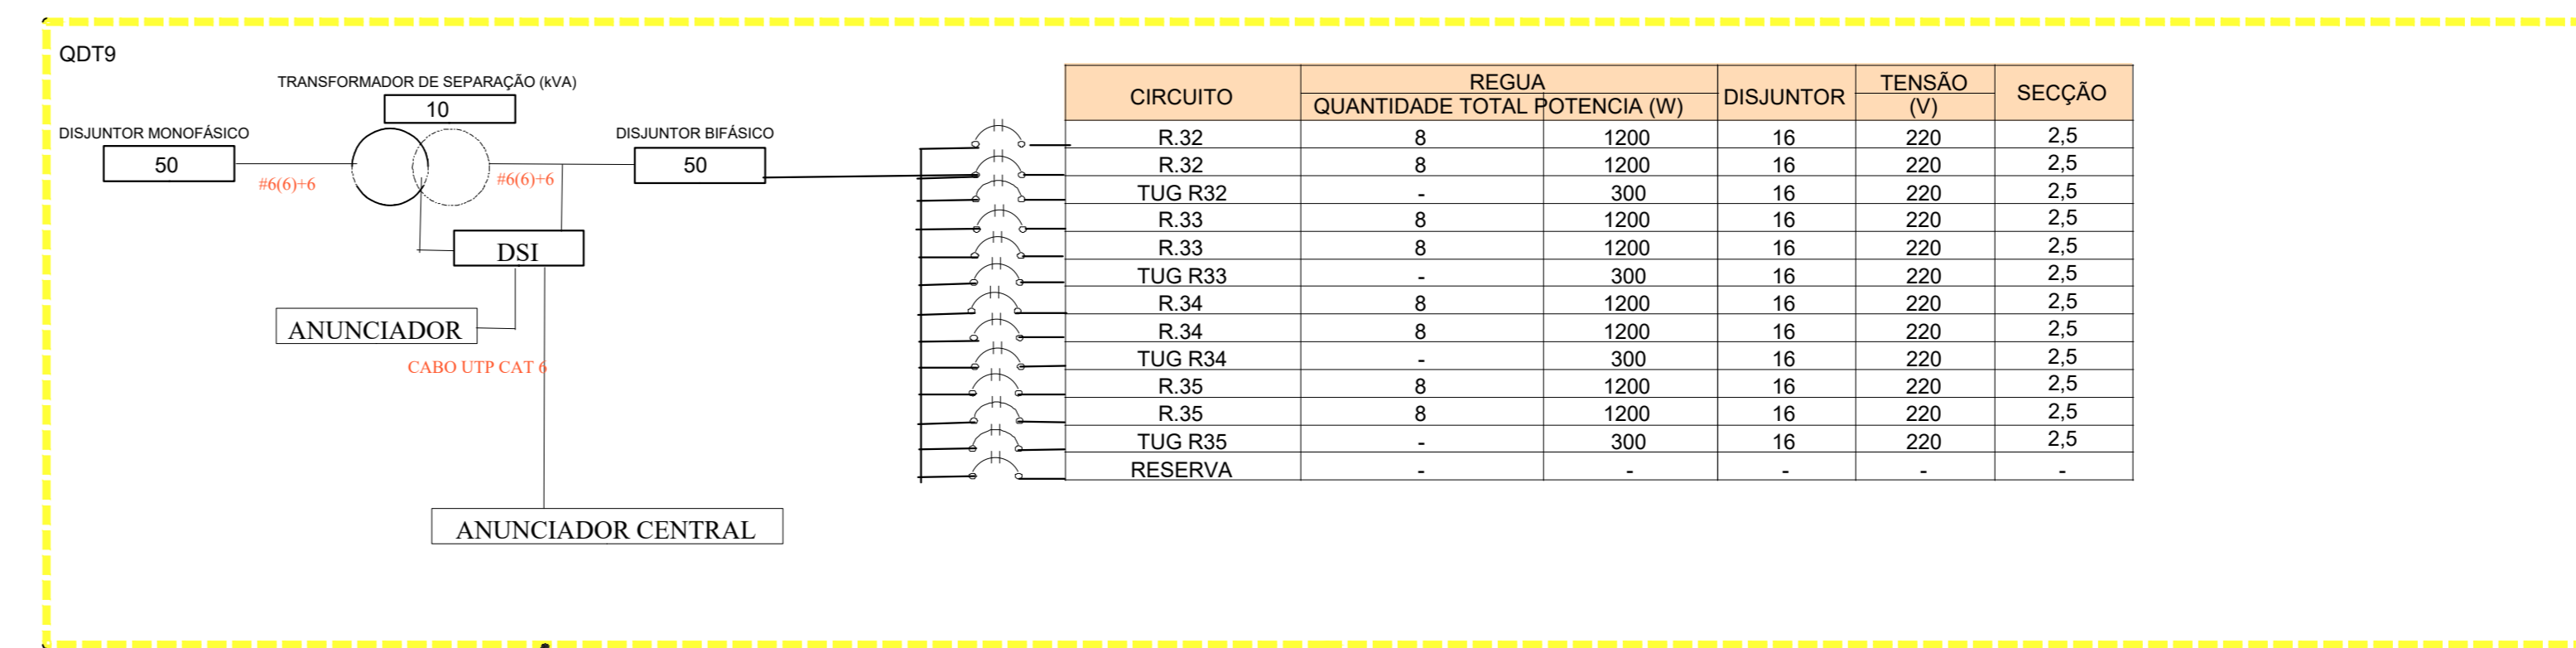 QDT9
TRANSFORMADOR DE SEPARAÇÃO (kVA)
10
DISJUNTOR MONOFÁSICO
50
#6(6)+6
#6(6)+6
DISJUNTOR BIFÁSICO
50
DSI
ANUNCIADOR
CABO UTP CAT 6
ANUNCIADOR CENTRAL
CIRCUITO REGUA DISJUNTOR TENSÃO SECÇÃO
QUANTIDADE TOTAL POTENCIA (W) (V)
R.32 8 1200 16 220 2,5
R.32 8 1200 16 220 2,5
TUG R32 - 300 16 220 2,5
R.33 8 1200 16 220 2,5
R.33 8 1200 16 220 2,5
TUG R33 - 300 16 220 2,5
R.34 8 1200 16 220 2,5
R.34 8 1200 16 220 2,5
TUG R34 - 300 16 220 2,5
R.35 8 1200 16 220 2,5
R.35 8 1200 16 220 2,5
TUG R35 - 300 16 220 2,5
RESERVA - - - - -